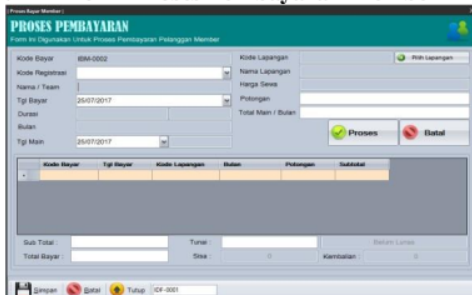 Proses Bayar Member |
PROSES PEMBAYARAN
Form Ini Digunakan Untuk Proses Pembayaran Pelanggan Member
Kode Bayar IBM-0002 Kode Lapangan Pilih Lapangan
Kode Registrasi Nama Lapangan
Nama / Team Harga Sewa
Tgl Bayar 25/07/2017 Potongan
Durasi Total Main / Bulan
Bulan
Tgl Main 25/07/2017 Proses Batal
Kode Bayar Tgl Bayar Kode Lapangan Bulan Potongan Subtotal
Sub Total : Tunai : Belum Lunas
Total Bayar : Sisa : 0 Kembalian : 0
Simpan Batal Tutup IDF-0001